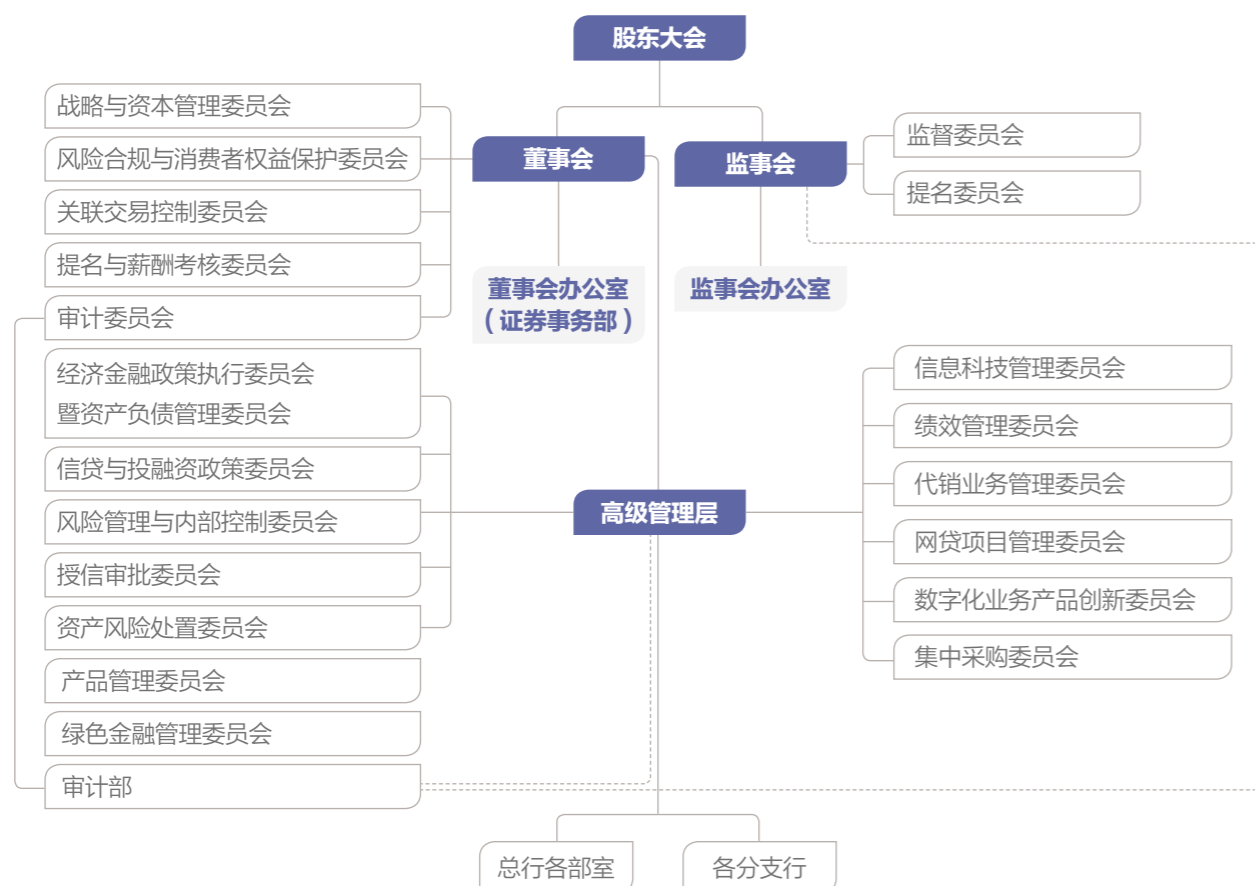 股东大会
董事会
监事会
战略与资本管理委员会
风险合规与消费者权益保护委员会
关联交易控制委员会
提名与薪酬考核委员会
审计委员会
监督委员会
提名委员会
董事会办公室
（证券事务部）
监事会办公室
经济金融政策执行委员会
暨资产负债管理委员会
信贷与投融资政策委员会
风险管理与内部控制委员会
授信审批委员会
资产风险处置委员会
产品管理委员会
绿色金融管理委员会
审计部
高级管理层
信息科技管理委员会
绩效管理委员会
代销业务管理委员会
网贷项目管理委员会
数字化业务产品创新委员会
集中采购委员会
总行各部室
各分支行